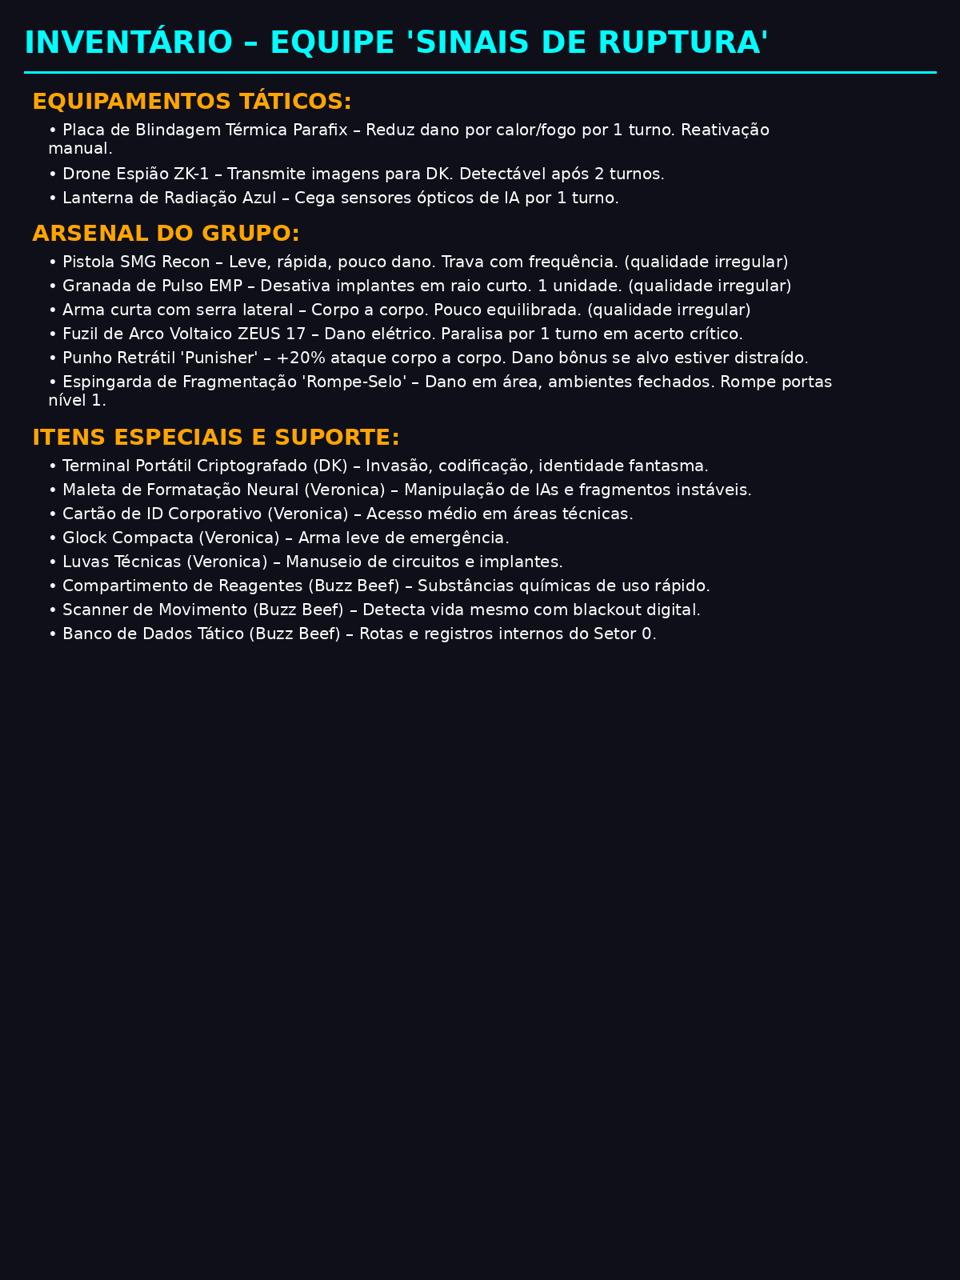 INVENTÁRIO – EQUIPE 'SINAIS DE RUPTURA'
EQUIPAMENTOS TÁTICOS:
• Placa de Blindagem Térmica Parafix – Reduz dano por calor/fogo por 1 turno. Reativação
manual.
• Drone Espião ZK-1 – Transmite imagens para DK. Detectável após 2 turnos.
• Lanterna de Radiação Azul – Cega sensores ópticos de IA por 1 turno.
ARSENAL DO GRUPO:
• Pistola SMG Recon – Leve, rápida, pouco dano. Trava com frequência. (qualidade irregular)
• Granada de Pulso EMP – Desativa implantes em raio curto. 1 unidade. (qualidade irregular)
• Arma curta com serra lateral – Corpo a corpo. Pouco equilibrada. (qualidade irregular)
• Fuzil de Arco Voltaico ZEUS 17 – Dano elétrico. Paralisa por 1 turno em acerto crítico.
• Punho Retrátil 'Punisher' – +20% ataque corpo a corpo. Dano bônus se alvo estiver distraído.
• Espingarda de Fragmentação 'Rompe-Selo' – Dano em área, ambientes fechados. Rompe portas
nível 1.
ITENS ESPECIAIS E SUPORTE:
• Terminal Portátil Criptografado (DK) – Invasão, codificação, identidade fantasma.
• Maleta de Formatação Neural (Veronica) – Manipulação de IAs e fragmentos instáveis.
• Cartão de ID Corporativo (Veronica) – Acesso médio em áreas técnicas.
• Glock Compacta (Veronica) – Arma leve de emergência.
• Luvas Técnicas (Veronica) – Manuseio de circuitos e implantes.
• Compartimento de Reagentes (Buzz Beef) – Substâncias químicas de uso rápido.
• Scanner de Movimento (Buzz Beef) – Detecta vida mesmo com blackout digital.
• Banco de Dados Tático (Buzz Beef) – Rotas e registros internos do Setor 0.